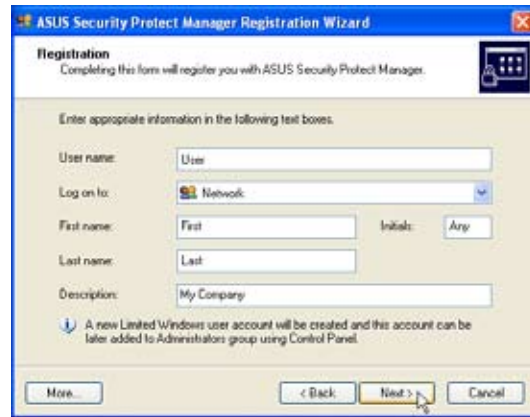 ASUS Security Protect Manager Registration Wizard
Registration
Completing this form will register you with ASUS Security Protect Manager.
Enter appropriate information in the following text boxes.
User name: User
Log on to: Network
First name: First Initials: Any
Last name: Last
Description: My Company
A new Limited Windows user account will be created and this account can be
later added to Administrators group using Control Panel.
More... < Back Next > Cancel